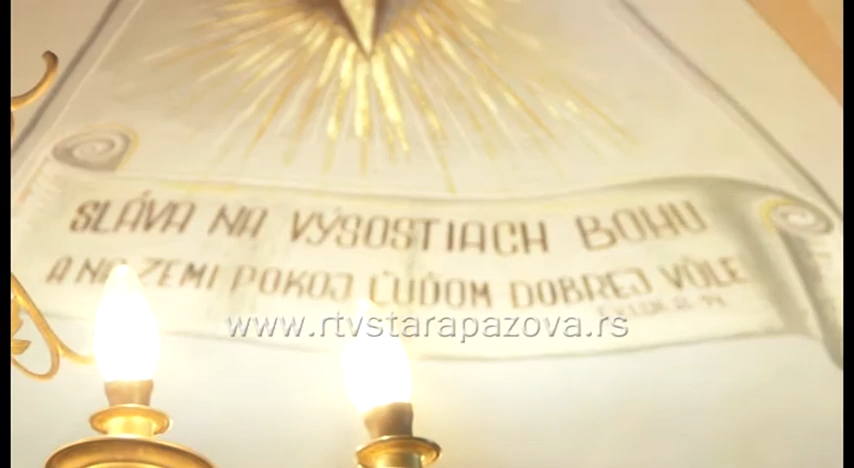 SLÁVA NA VÝSOSTIACH BOHU
A NA ZEMI POKOJ ĽUĎOM DOBREJ VÔLE
www.rtvstarapazova.rs